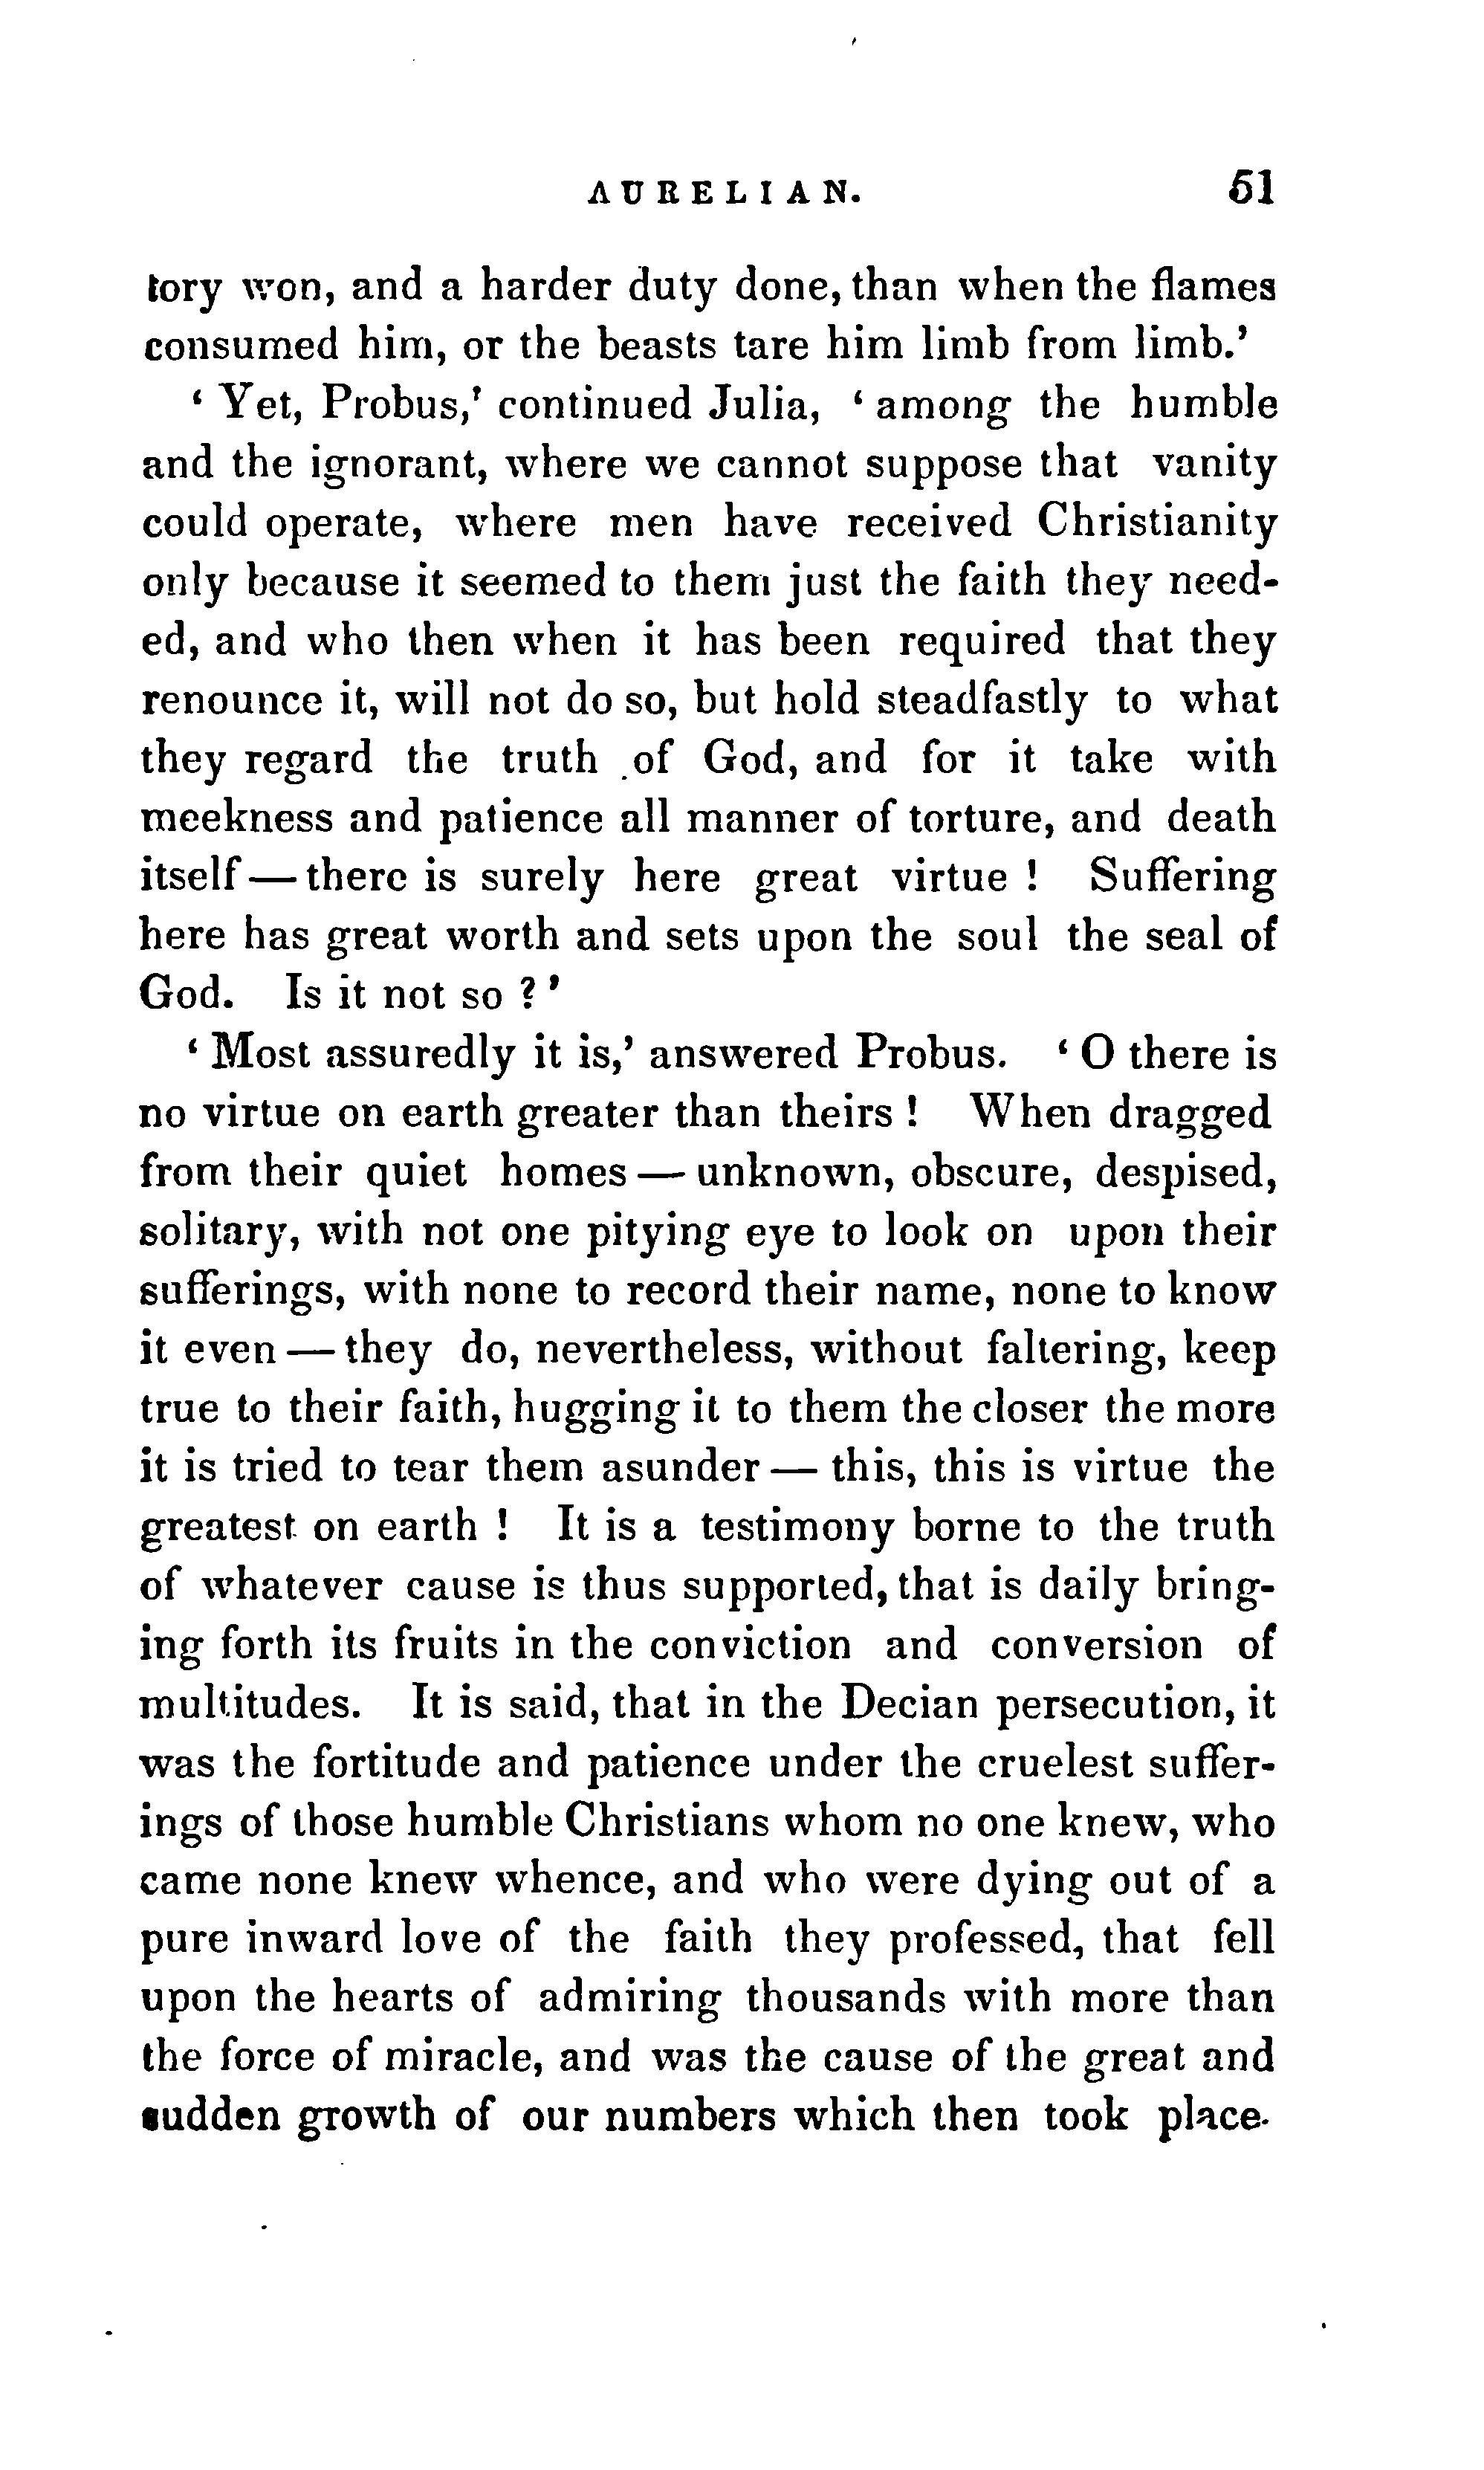 AURELIAN. 51
tory won, and a harder duty done, than when the flames
consumed him, or the beasts tare him limb from limb.'
‘ Yet, Probus,’ continued Julia, ‘ among the humble
and the ignorant, where we cannot suppose that vanity
could operate, where men have received Christianity
only because it seemed to them just the faith they need-
ed, and who then when it has been required that they
renounce it, will not do so, but hold steadfastly to what
they regard the truth of God, and for it take with
meekness and patience all manner of torture, and death
itself — there is surely here great virtue ! Suffering
here has great worth and sets upon the soul the seal of
God. Is it not so ? ’
‘ Most assuredly it is,’ answered Probus. ‘ O there is
no virtue on earth greater than theirs ! When dragged
from their quiet homes — unknown, obscure, despised,
solitary, with not one pitying eye to look on upon their
sufferings, with none to record their name, none to know
it even — they do, nevertheless, without faltering, keep
true to their faith, hugging it to them the closer the more
it is tried to tear them asunder — this, this is virtue the
greatest on earth ! It is a testimony borne to the truth
of whatever cause is thus supported, that is daily bring-
ing forth its fruits in the conviction and conversion of
multitudes. It is said, that in the Decian persecution, it
was the fortitude and patience under the cruelest suffer-
ings of those humble Christians whom no one knew, who
came none knew whence, and who were dying out of a
pure inward love of the faith they professed, that fell
upon the hearts of admiring thousands with more than
the force of miracle, and was the cause of the great and
sudden growth of our numbers which then took place.